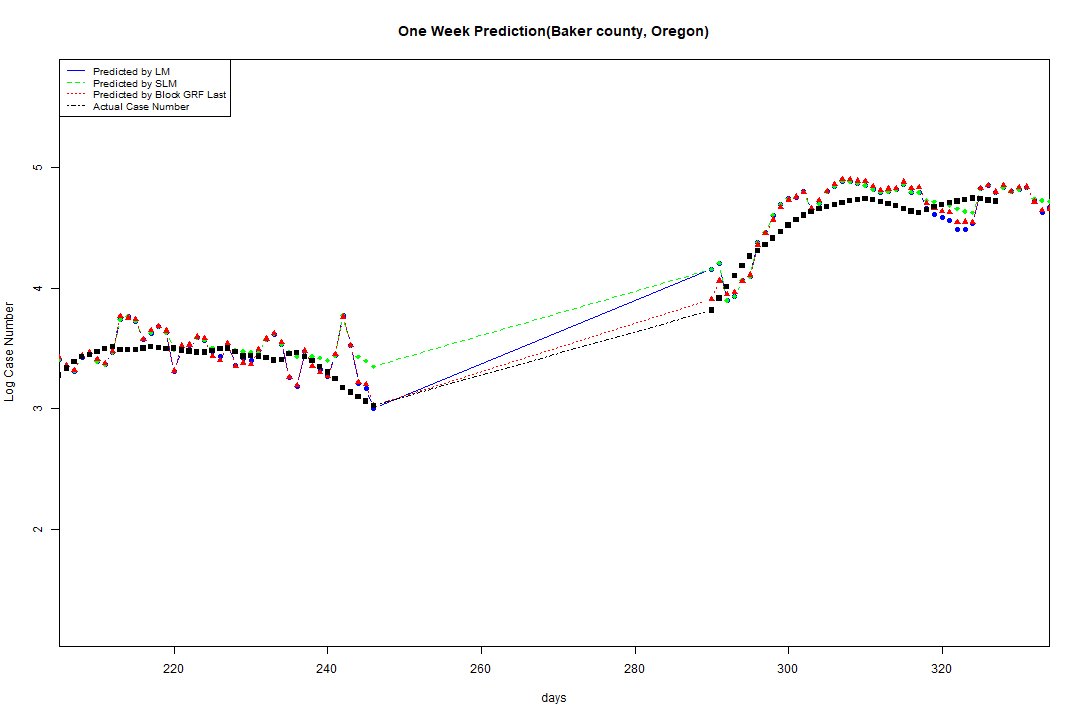 One Week Prediction(Baker county, Oregon)
Predicted by LM
Predicted by SLM
Predicted by Block GRF Last
Actual Case Number
5
4
3
2
Log Case Number
220 240 260 280 300 320
days